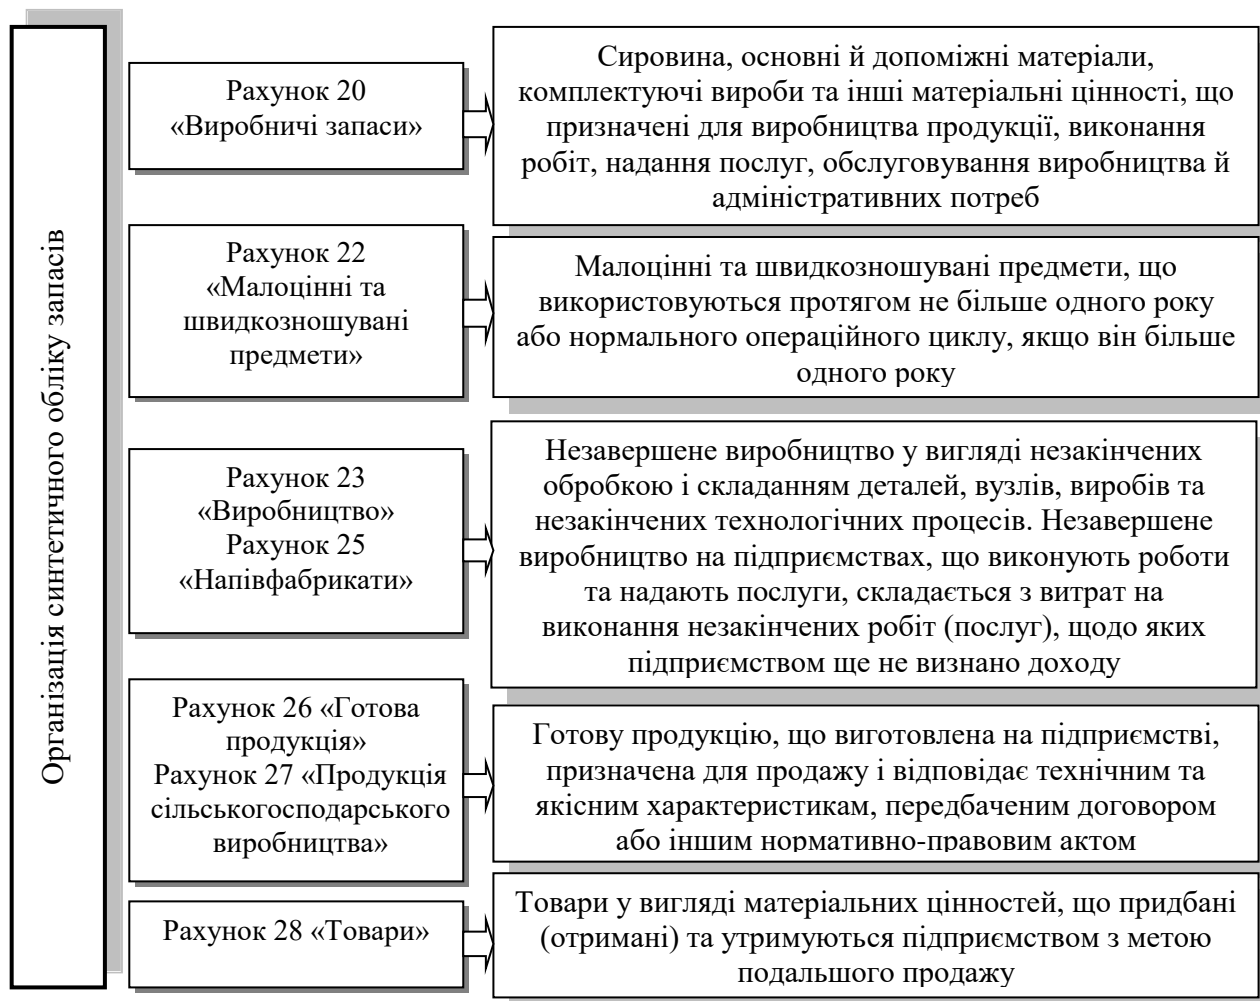 Організація синтетичного обліку запасів
Рахунок 20
«Виробничі запаси»
Сировина, основні й допоміжні матеріали,
комплектуючі вироби та інші матеріальні цінності, що
призначені для виробництва продукції, виконання
робіт, надання послуг, обслуговування виробництва й
адміністративних потреб
Рахунок 22
«Малоцінні та
швидкозношувані
предмети»
Малоцінні та швидкозношувані предмети, що
використовуються протягом не більше одного року
або нормального операційного циклу, якщо він більше
одного року
Рахунок 23
«Виробництво»
Рахунок 25
«Напівфабрикати»
Незавершене виробництво у вигляді незакінчених
обробкою і складанням деталей, вузлів, виробів та
незакінчених технологічних процесів. Незавершене
виробництво на підприємствах, що виконують роботи
та надають послуги, складається з витрат на
виконання незакінчених робіт (послуг), щодо яких
підприємством ще не визнано доходу
Рахунок 26 «Готова
продукція»
Рахунок 27 «Продукція
сільськогосподарського
виробництва»
Готову продукцію, що виготовлена на підприємстві,
призначена для продажу і відповідає технічним та
якісним характеристикам, передбаченим договором
або іншим нормативно-правовим актом
Рахунок 28 «Товари»
Товари у вигляді матеріальних цінностей, що придбані
(отримані) та утримуються підприємством з метою
подальшого продажу